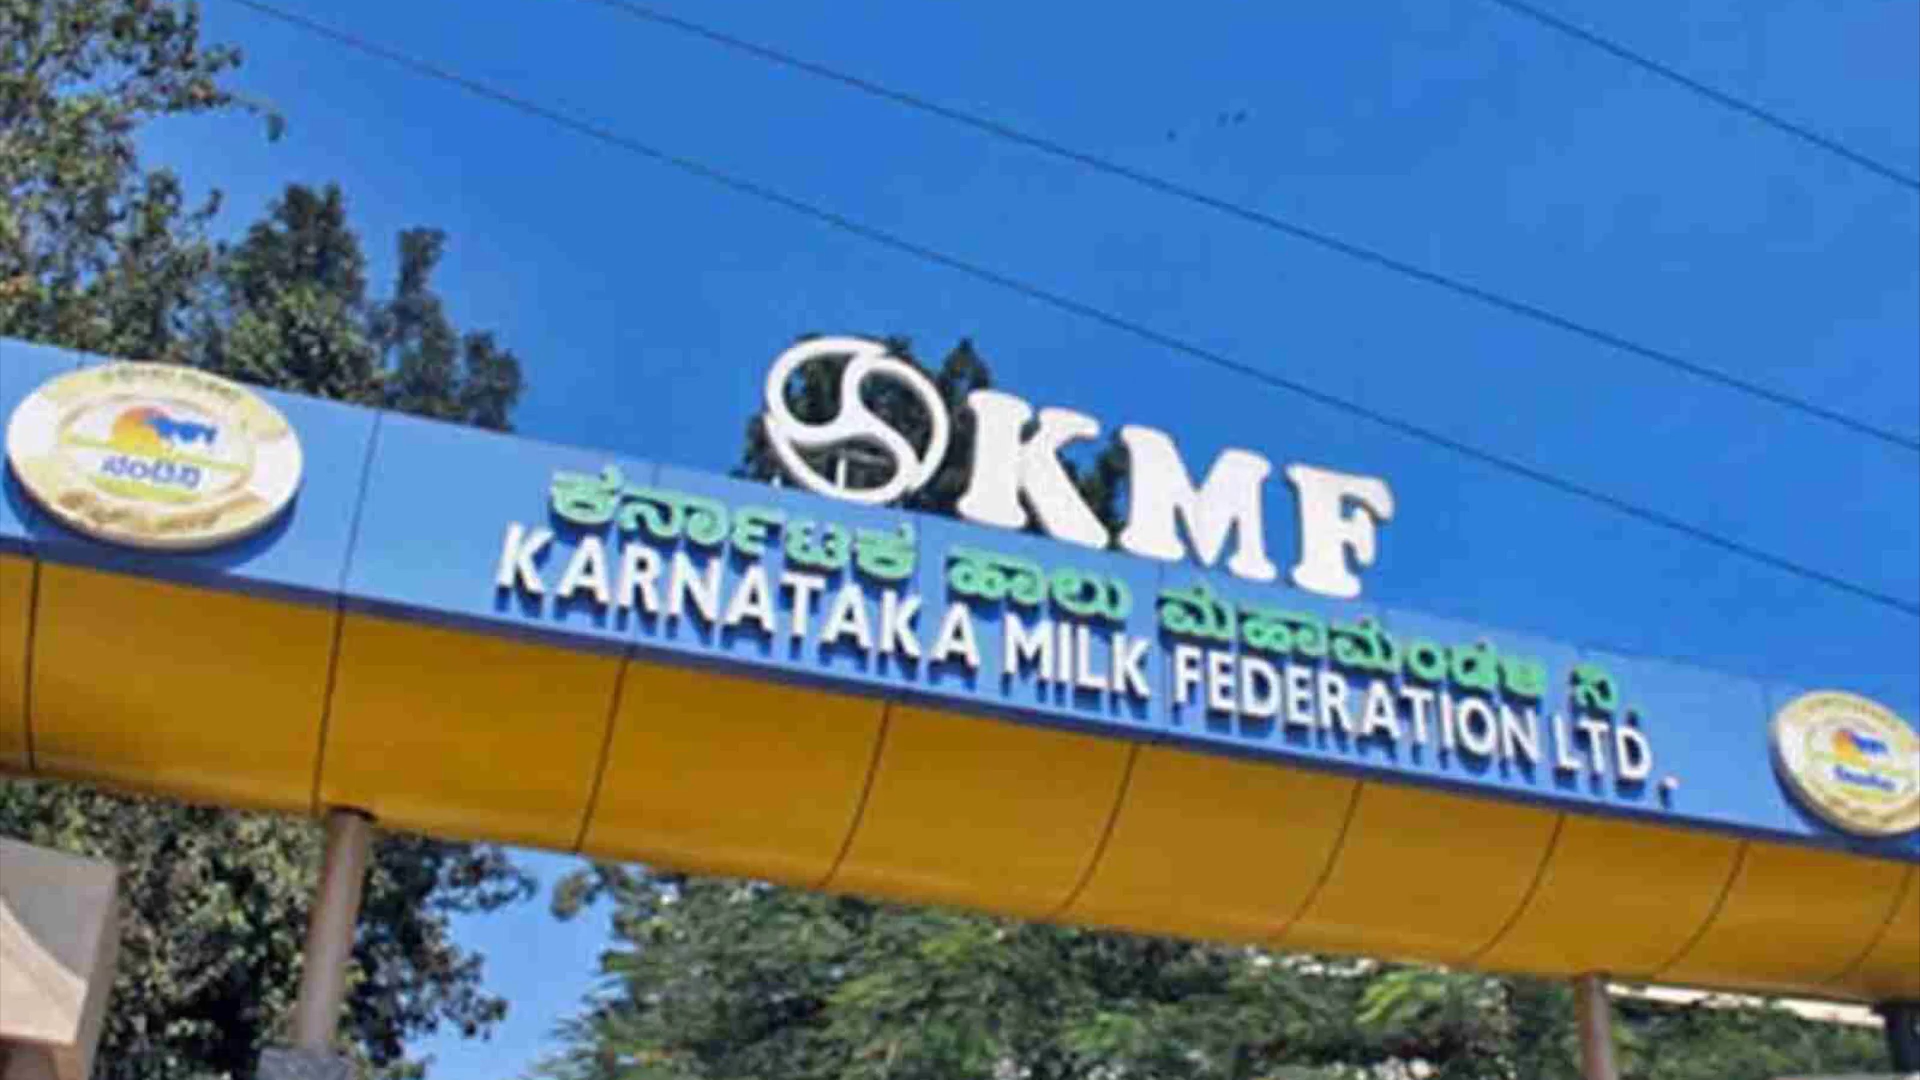 KMF
ಕರ್ನಾಟಕ ಹಾಲು ಮಹಾಮಂಡಳ ನಿ.
KARNATAKA MILK FEDERATION LTD.
ನಂದಿನಿ